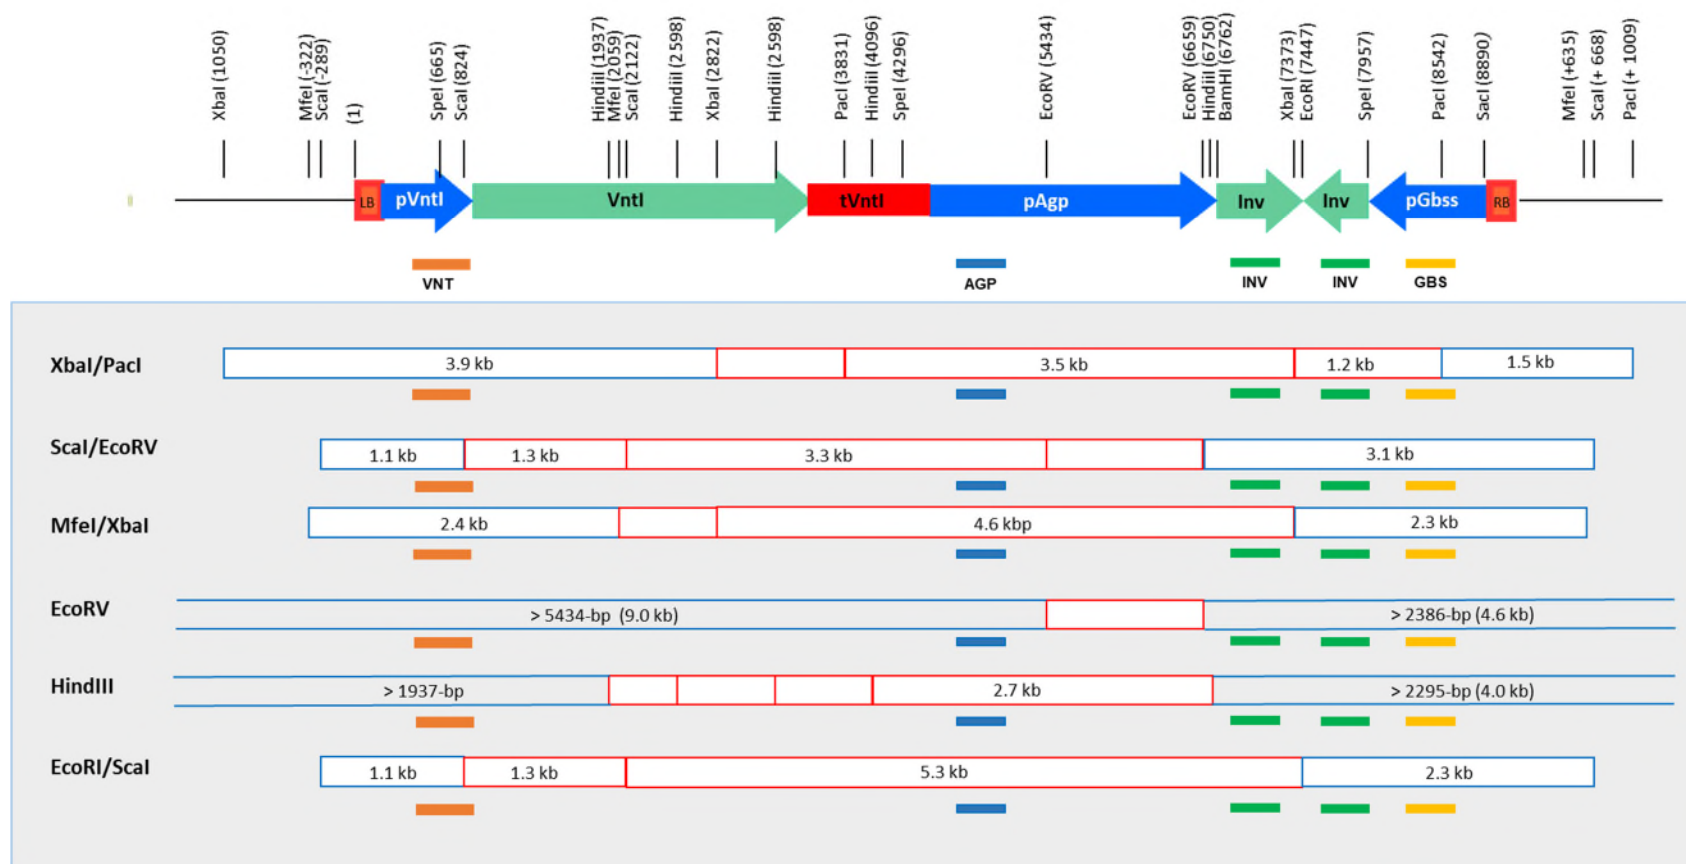 XbaI (1050)
MfeI (-322)
ScaI (-289)
(1)
SpeI (665)
ScaI (824)
HindIII (1937)
MfeI (2059)
ScaI (2122)
HindIII (2598)
XbaI (2822)
HindIII (2598)
PacI (3831)
HindIII (4096)
SpeI (4296)
EcoRV (5434)
EcoRV (6659)
HindIII (6750)
BamHI (6762)
XbaI (7373)
EcoRI (7447)
SpeI (7957)
PacI (8542)
SacI (8890)
MfeI (+635)
ScaI (+ 668)
PacI (+ 1009)
LB pVntI VntI tVntI pAgp Inv Inv pGbss RB
VNT AGP INV INV GBS
XbaI/PacI 3.9 kb 3.5 kb 1.2 kb 1.5 kb
ScaI/EcoRV 1.1 kb 1.3 kb 3.3 kb 3.1 kb
MfeI/XbaI 2.4 kb 4.6 kbp 2.3 kb
EcoRV > 5434-bp (9.0 kb) > 2386-bp (4.6 kb)
HindIII > 1937-bp 2.7 kb > 2295-bp (4.0 kb)
EcoRI/ScaI 1.1 kb 1.3 kb 5.3 kb 2.3 kb